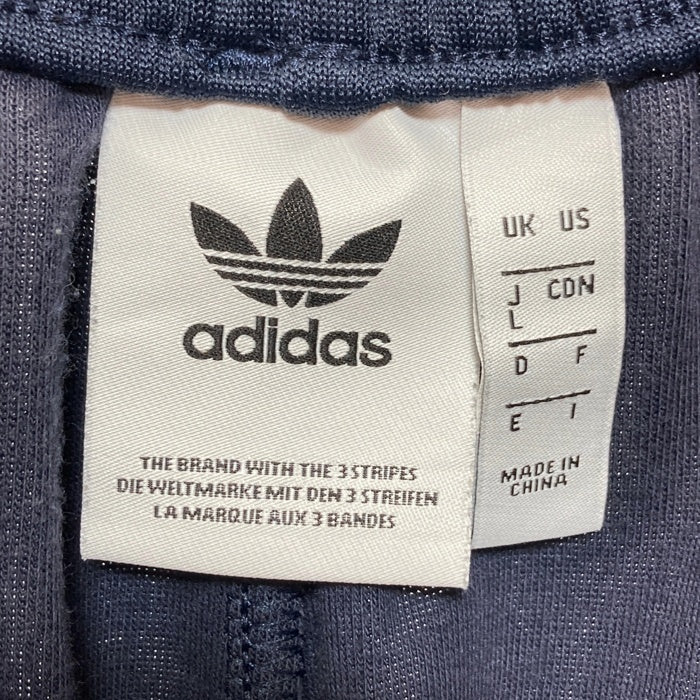 adidas
THE BRAND WITH THE 3 STRIPES
DIE WELTMARKE MIT DEN 3 STREIFEN
LA MARQUE AUX 3 BANDES
UK US
J CDN
L
D F
E I
MADE IN
CHINA